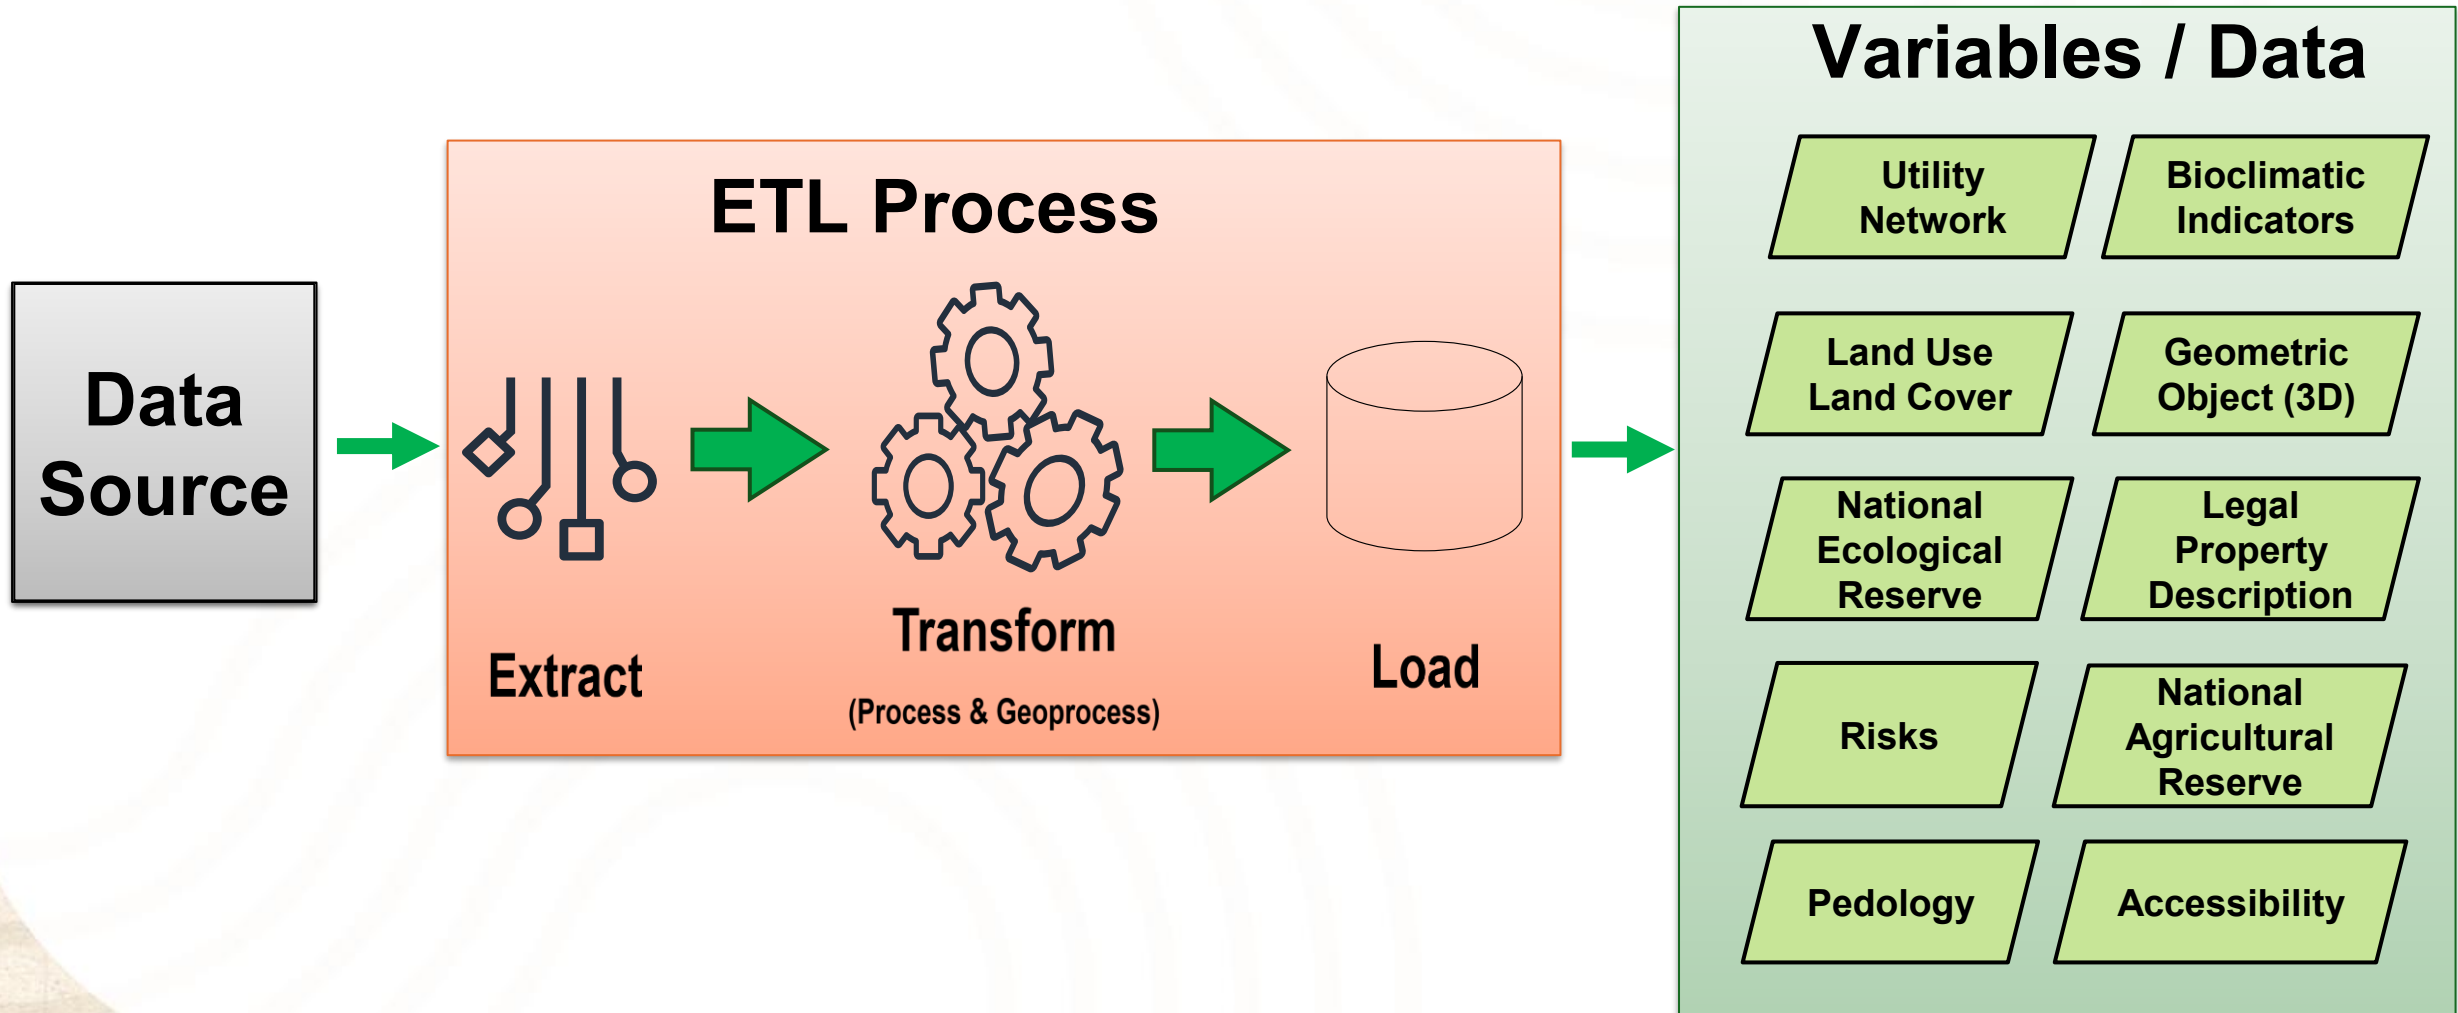 Data
Source
ETL Process
Extract
Transform
(Process & Geoprocess)
Load
Variables / Data
Utility
Network
Bioclimatic
Indicators
Land Use
Land Cover
Geometric
Object (3D)
National
Ecological
Reserve
Legal
Property
Description
Risks
National
Agricultural
Reserve
Pedology
Accessibility